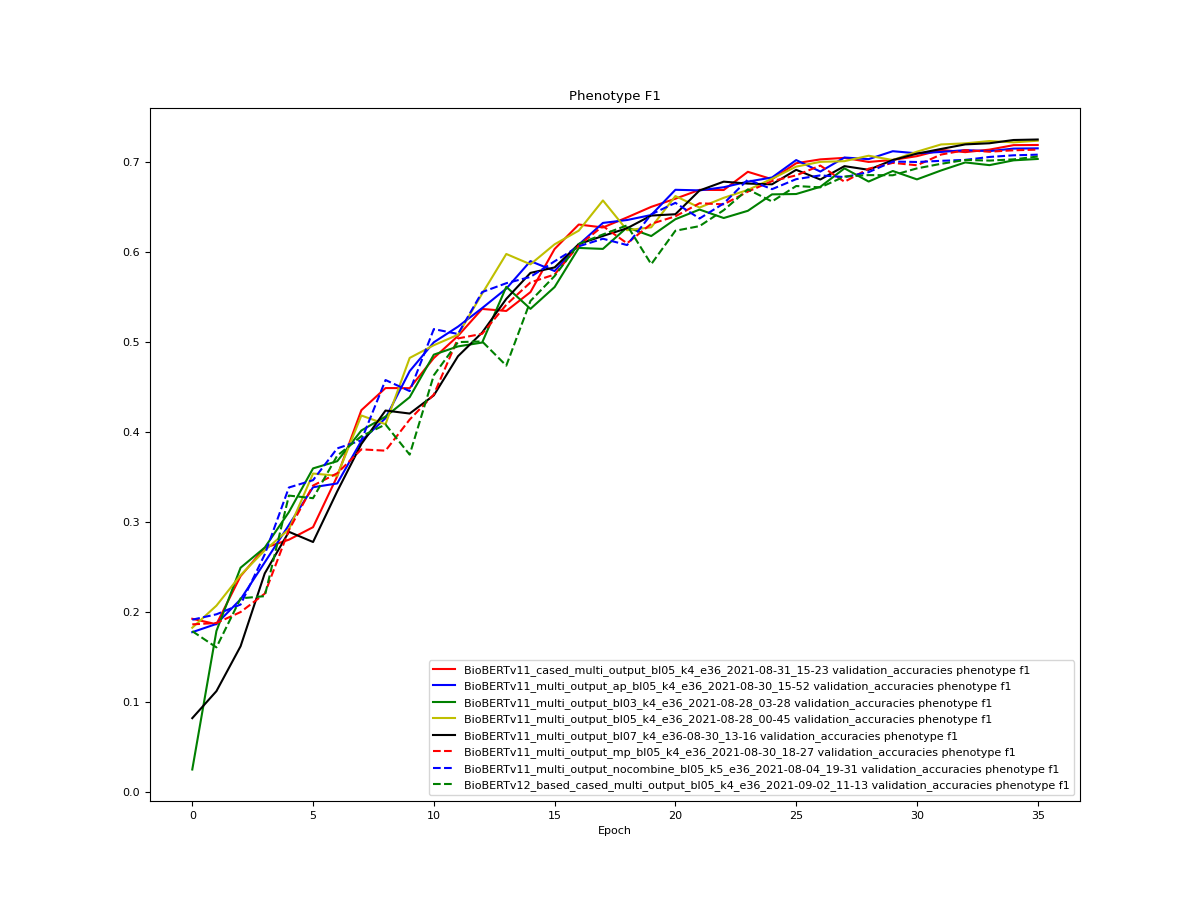 Phenotype F1
0.7
0.6
0.5
0.4
0.3
0.2
0.1
0.0
BioBERTv11_cased_multi_output_bl05_k4_e36_2021-08-31_15-23 validation_accuracies phenotype f1
BioBERTv11_multi_output_ap_bl05_k4_e36_2021-08-30_15-52 validation_accuracies phenotype f1
BioBERTv11_multi_output_bl03_k4_e36_2021-08-28_03-28 validation_accuracies phenotype f1
BioBERTv11_multi_output_bl05_k4_e36_2021-08-28_00-45 validation_accuracies phenotype f1
BioBERTv11_multi_output_bl07_k4_e36-08-30_13-16 validation_accuracies phenotype f1
BioBERTv11_multi_output_mp_bl05_k4_e36_2021-08-30_18-27 validation_accuracies phenotype f1
BioBERTv11_multi_output_nocombine_bl05_k5_e36_2021-08-04_19-31 validation_accuracies phenotype f1
BioBERTv12_based_cased_multi_output_bl05_k4_e36_2021-09-02_11-13 validation_accuracies phenotype f1
0 5 10 15 20 25 30 35
Epoch